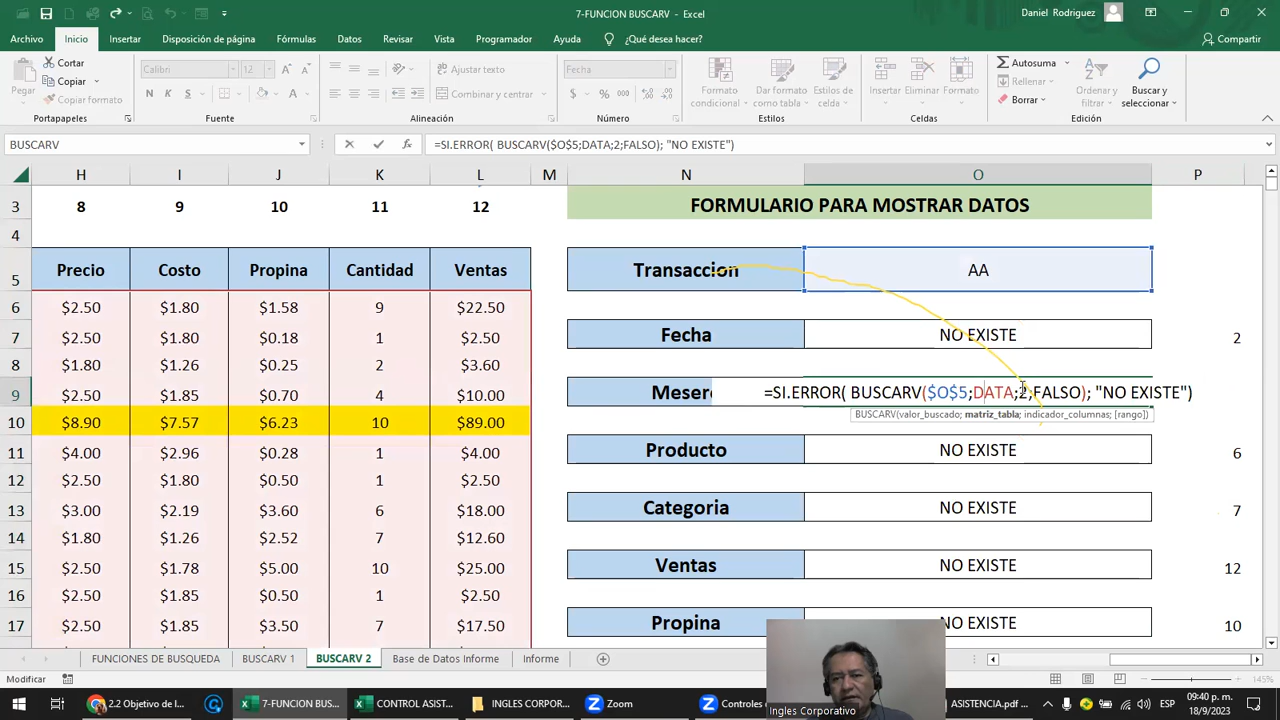 7-FUNCION BUSCARV - Excel
Daniel Rodriguez
Archivo Inicio Insertar Disposición de página Fórmulas Datos Revisar Vista Programador Ayuda ¿Qué desea hacer? Compartir
Pegar
Cortar
Copiar
Copiar formato
Calibri 12
N K S
Ajustar texto
Combinar y centrar
Fecha
$ % 000
Formato condicional
Dar formato como tabla
Estilos de celda
Insertar Eliminar Formato
Autosuma
Rellenar
Borrar
Ordenar y filtrar
Buscar y seleccionar
Portapapeles Fuente Alineación Número Estilos Celdas Edición
BUSCARV fx =SI.ERROR( BUSCARV($O$5;DATA;2;FALSO); "NO EXISTE")
H I J K L M N O P
3 8 9 10 11 12 FORMULARIO PARA MOSTRAR DATOS
4
5 Precio Costo Propina Cantidad Ventas Transaccion AA
6 $2.50 $1.80 $1.58 9 $22.50
7 $2.50 $1.80 $0.18 1 $2.50 Fecha NO EXISTE 2
8 $1.80 $1.26 $0.25 2 $3.60
9 $2.50 $1.85 $0.70 4 $10.00 Meser =SI.ERROR( BUSCARV($O$5;DATA;2;FALSO); "NO EXISTE")
BUSCARV(valor_buscado; matriz_tabla; indicador_columnas; [rango])
10 $8.90 $7.57 $6.23 10 $89.00
11 $4.00 $2.96 $0.28 1 $4.00 Producto NO EXISTE 6
12 $2.50 $1.80 $0.50 1 $2.50
13 $3.00 $2.19 $3.60 6 $18.00 Categoria NO EXISTE 7
14 $1.80 $1.26 $2.52 7 $12.60
15 $2.50 $1.78 $5.00 10 $25.00 Ventas NO EXISTE 12
16 $2.50 $1.85 $0.50 1 $2.50
17 $2.50 $1.85 $3.50 7 $17.50 Propina NO EXISTE 10
FUNCIONES DE BUSQUEDA BUSCARV 1 BUSCARV 2 Base de Datos Informe Informe
Modificar 145%
Ingles Corporativo
2.2 Objetivo de l... 7-FUNCION BUS... CONTROL ASIST... INGLES CORPOR... Zoom Controles ASISTENCIA.pdf ... ESP 09:40 p. m.
18/9/2023